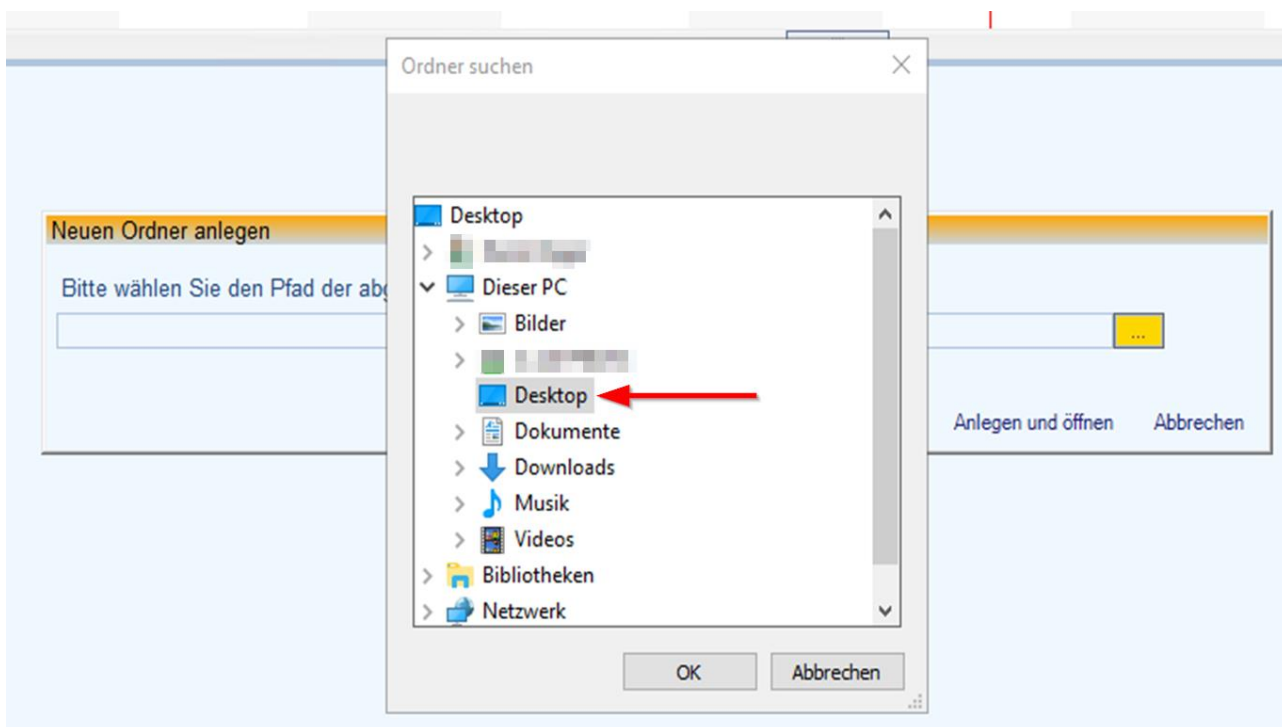 Ordner suchen
Desktop
Neuen Ordner anlegen
Dieser PC
Bitte wählen Sie den Pfad der
Bilder
...
Desktop
Dokumente
Anlegen und öffnen Abbrechen
Downloads
Musik
Videos
Bibliotheken
Netzwerk
OK Abbrechen